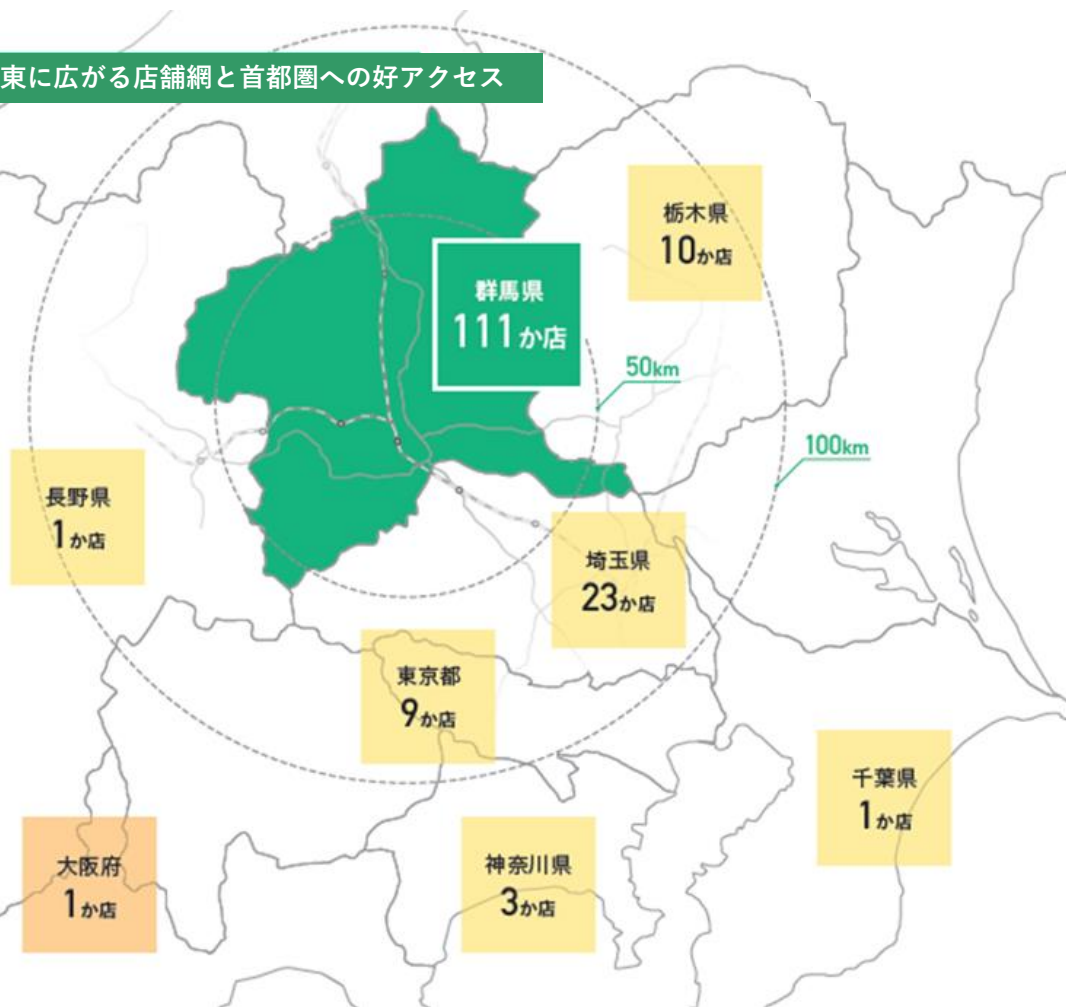 東に広がる店舗網と首都圏への好アクセス
栃木県
10か店
群馬県
111か店
50km
100km
長野県
1か店
埼玉県
23か店
東京都
9か店
千葉県
1か店
大阪府
1か店
神奈川県
3か店